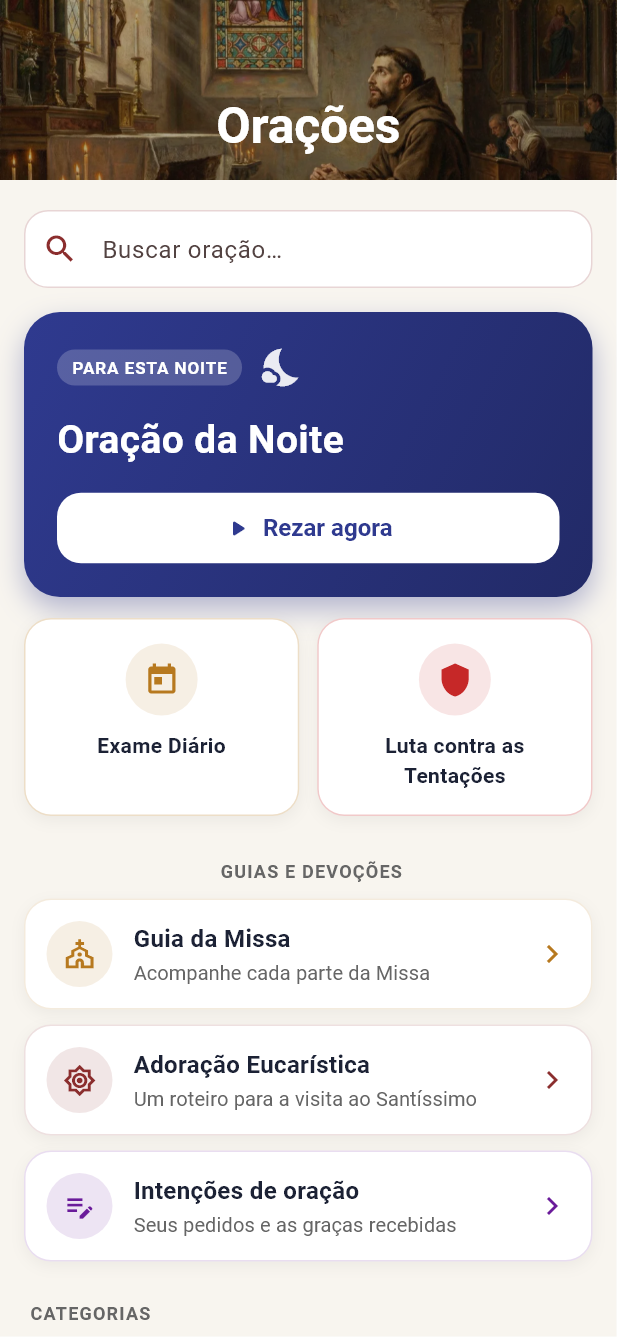 Orações
Buscar oração...
PARA ESTA NOITE
Oração da Noite
Rezar agora
Exame Diário
Luta contra as
Tentações
GUIAS E DEVOÇÕES
Guia da Missa
Acompanhe cada parte da Missa
Adoração Eucarística
Um roteiro para a visita ao Santíssimo
Intenções de oração
Seus pedidos e as graças recebidas
CATEGORIAS